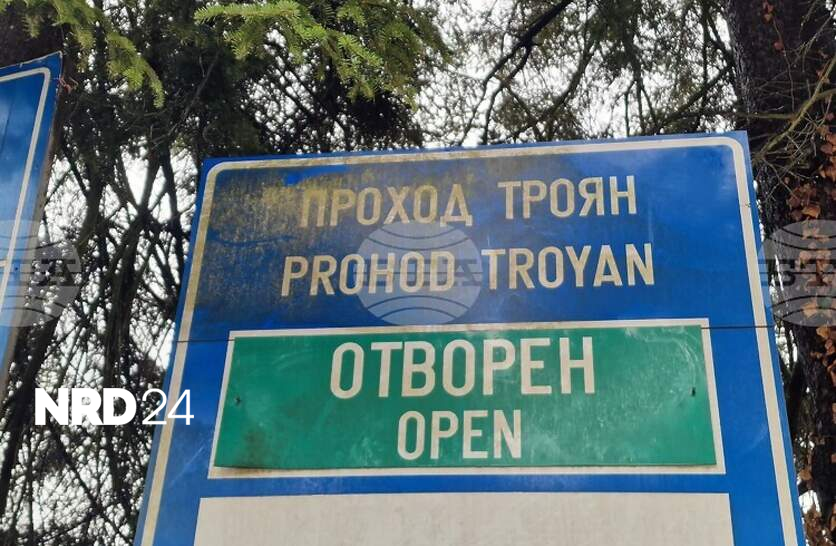 ПРОХОД ТРОЯН
PROHOD TROYAN
ОТВОРЕН
OPEN
NRD24